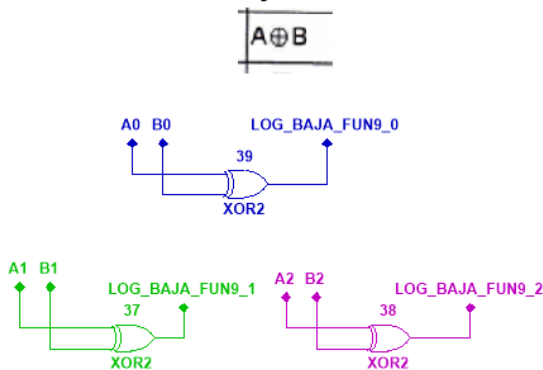 A⊕B
A0 B0 LOG_BAJA_FUN9_0
39
XOR2
A1 B1 LOG_BAJA_FUN9_1
37
XOR2
A2 B2 LOG_BAJA_FUN9_2
38
XOR2